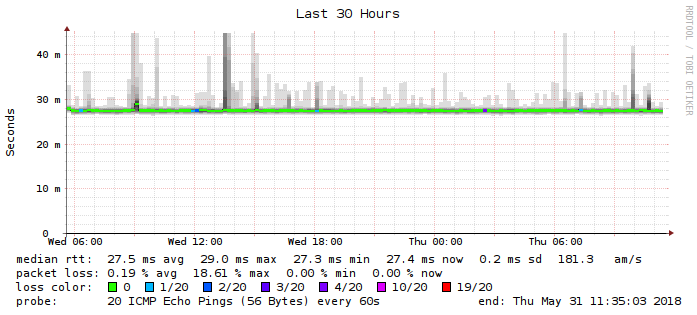 Last 30 Hours
RRDTOOL / TOBI OETIKER
Seconds
40 m
30 m
20 m
10 m
0
Wed 06:00 Wed 12:00 Wed 18:00 Thu 00:00 Thu 06:00
median rtt: 27.5 ms avg 29.0 ms max 27.3 ms min 27.4 ms now 0.2 ms sd 181.3 am/s
packet loss: 0.19 % avg 18.61 % max 0.00 % min 0.00 % now
loss color: 0 1/20 2/20 3/20 4/20 10/20 19/20
probe: 20 ICMP Echo Pings (56 Bytes) every 60s end: Thu May 31 11:35:03 2018